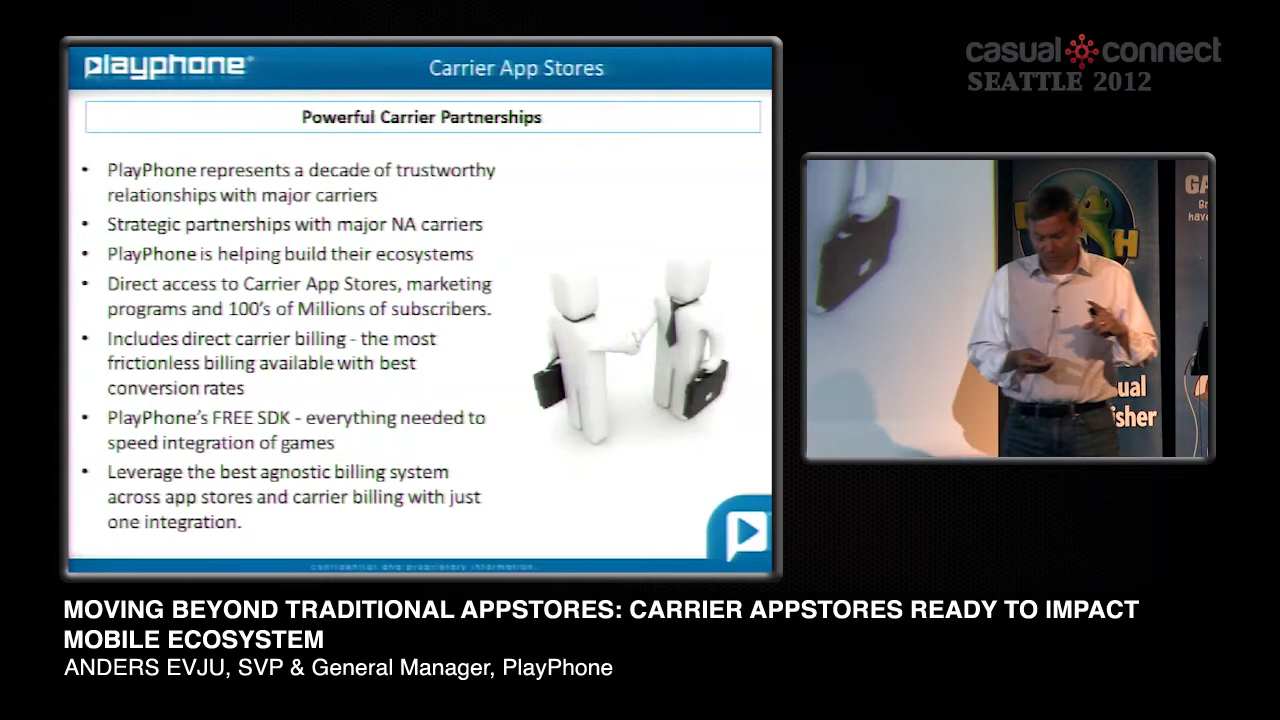 playphone
Carrier App Stores
casual connect
SEATTLE 2012
Powerful Carrier Partnerships
• PlayPhone represents a decade of trustworthy
relationships with major carriers
• Strategic partnerships with major NA carriers
• PlayPhone is helping build their ecosystems
• Direct access to Carrier App Stores, marketing
programs and 100's of Millions of subscribers.
• Includes direct carrier billing - the most
frictionless billing available with best
conversion rates
• PlayPhone's FREE SDK - everything needed to
speed integration of games
• Leverage the best agnostic billing system
across app stores and carrier billing with just
one integration.
confidential and proprietary information.
MOVING BEYOND TRADITIONAL APPSTORES: CARRIER APPSTORES READY TO IMPACT
MOBILE ECOSYSTEM
ANDERS EVJU, SVP & General Manager, PlayPhone